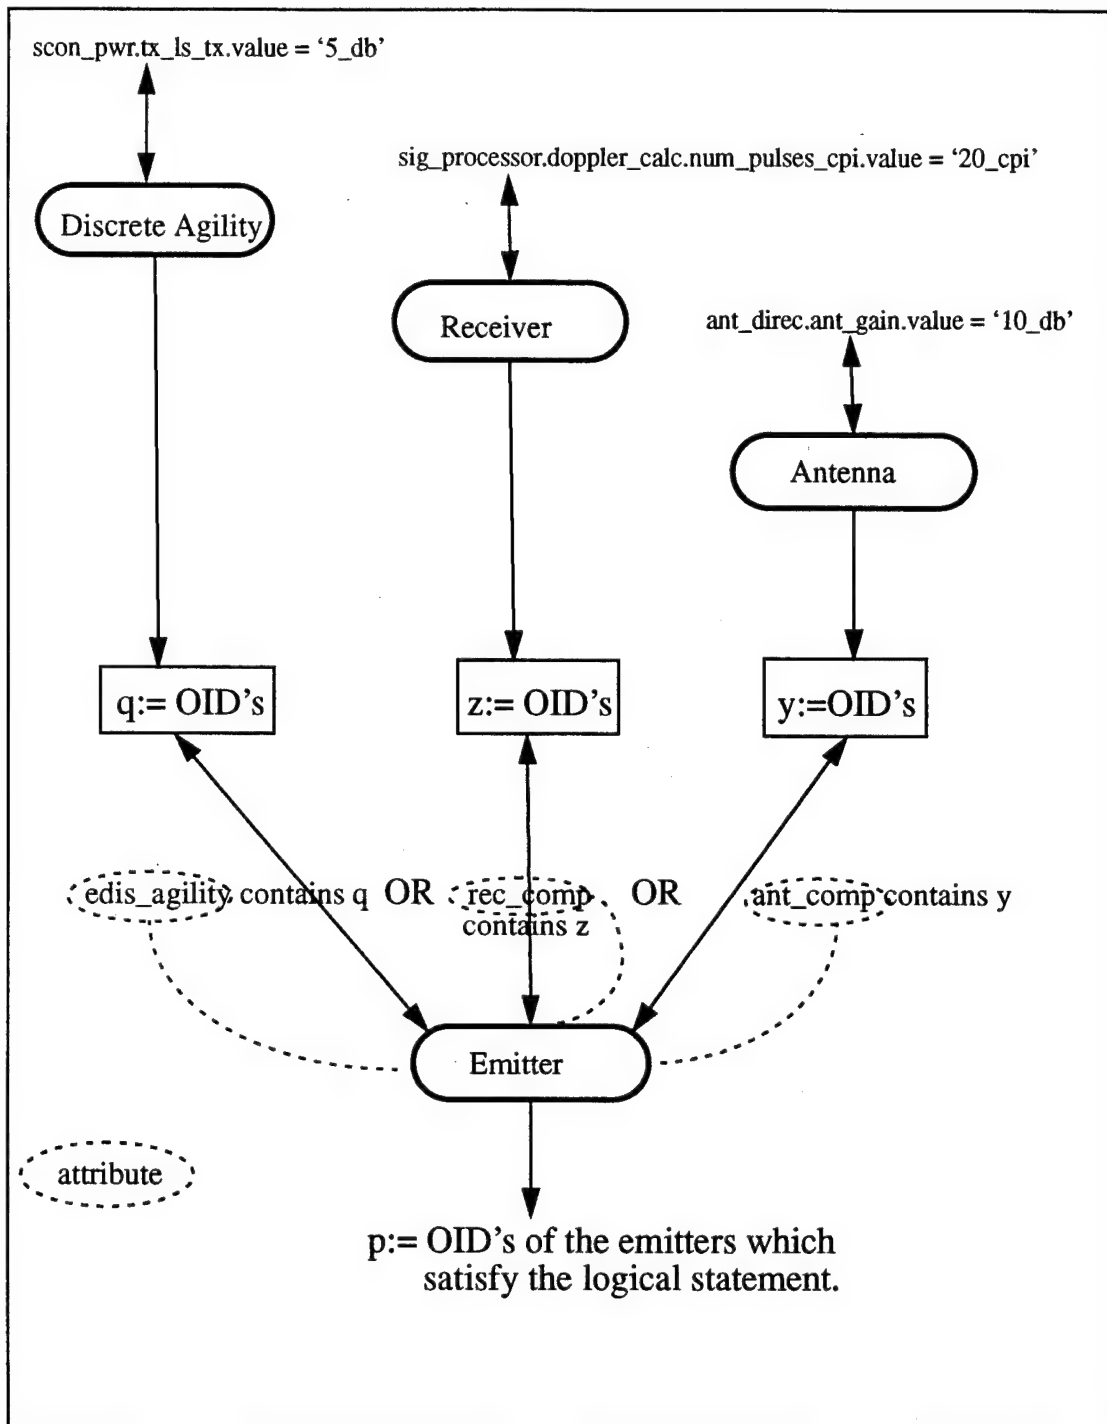 scon_pwr.tx_ls_tx.value = ‘5_db’
sig_processor.doppler_calc.num_pulses_cpi.value = ‘20_cpi’
Discrete Agility
Receiver
ant_direc.ant_gain.value = ‘10_db’
Antenna
q:= OID’s
z:= OID’s
y:=OID’s
edis_agility contains q OR rec_comp OR ant_comp contains y
contains z
Emitter
attribute
p:= OID’s of the emitters which
satisfy the logical statement.